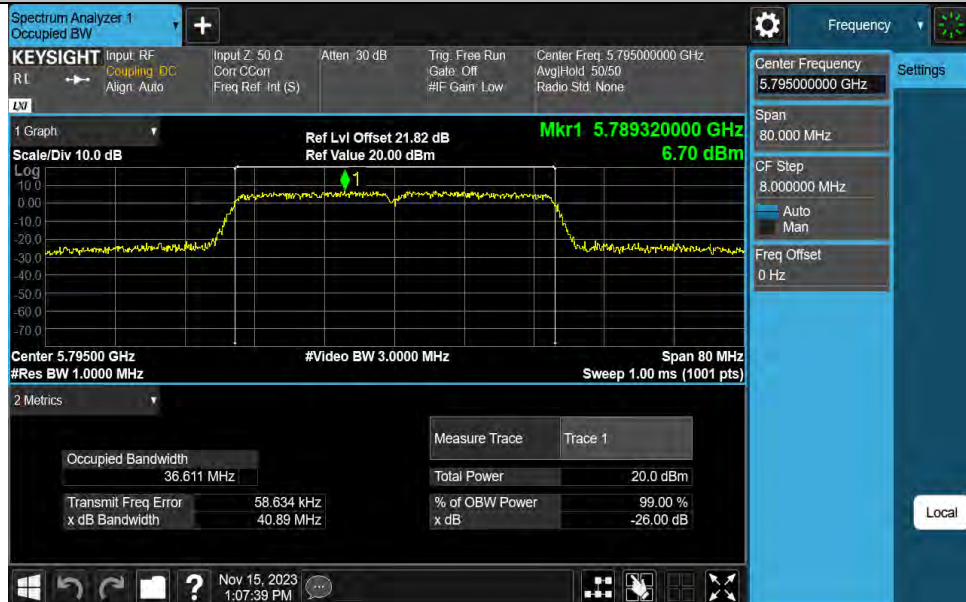 Spectrum Analyzer 1
Occupied BW
+
Frequency
KEYSIGHT
RL
LXI
Input: RF
Coupling: DC
Align: Auto
Input Z: 50 Ω
Corr CCorr
Freq Ref: Int (S)
Atten: 30 dB
Trig: Free Run
Gate: Off
#IF Gain: Low
Center Freq: 5.795000000 GHz
Avg|Hold: 50/50
Radio Std: None
Center Frequency
5.795000000 GHz
Settings
Span
80.000 MHz
CF Step
8.000000 MHz
Auto
Man
Freq Offset
0 Hz
Local
1 Graph
Scale/Div 10.0 dB
Ref Lvl Offset 21.82 dB
Ref Value 20.00 dBm
Mkr1 5.789320000 GHz
6.70 dBm
Log
1
10.0
0.00
-10.0
-20.0
-30.0
-40.0
-50.0
-60.0
-70.0
Center 5.79500 GHz
#Res BW 1.0000 MHz
#Video BW 3.0000 MHz
Span 80 MHz
Sweep 1.00 ms (1001 pts)
2 Metrics
Occupied Bandwidth
36.611 MHz
Transmit Freq Error 58.634 kHz
x dB Bandwidth 40.89 MHz
Measure Trace Trace 1
Total Power 20.0 dBm
% of OBW Power 99.00 %
x dB -26.00 dB
?
Nov 15, 2023
1:07:39 PM